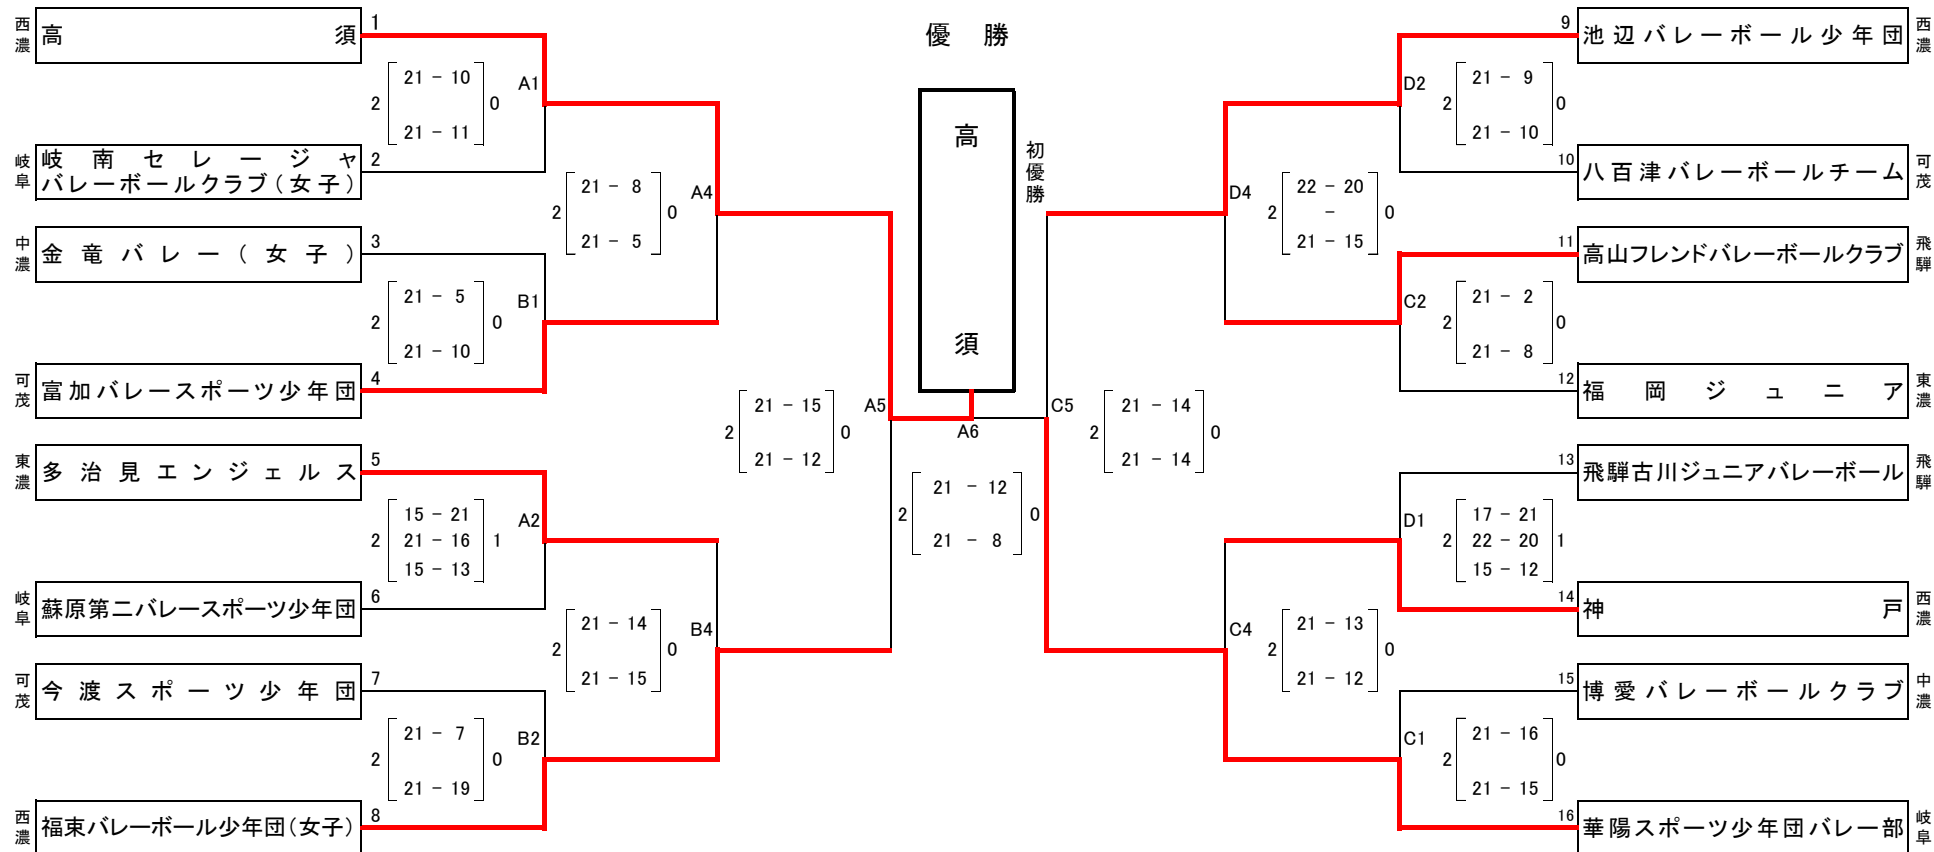 優 勝
高 須
初優勝
西濃 高 須 1
2 21 - 10 0 A1
21 - 11
岐阜 岐南セレージャ 2
バレーボールクラブ(女子)
2 21 - 8 0 A4
21 - 5
中濃 金竜バレー(女子) 3
2 21 - 5 0 B1
21 - 10
可茂 富加バレースポーツ少年団 4
2 21 - 15 0 A5
21 - 12
東濃 多治見エンジェルス 5
2 15 - 21 1 A2
21 - 16
15 - 13
岐阜 蘇原第二バレースポーツ少年団 6
2 21 - 14 0 B4
21 - 15
可茂 今渡スポーツ少年団 7
2 21 - 7 0 B2
21 - 19
西濃 福束バレーボール少年団(女子) 8
A6
2 21 - 12 0
21 - 8
9 池辺バレーボール少年団 西濃
D2 2 21 - 9 0
21 - 10
10 八百津バレーボールチーム 可茂
D4 2 22 - 20 0
-
21 - 15
11 高山フレンドバレーボールクラブ 飛騨
C2 2 21 - 2 0
21 - 8
12 福岡ジュニア 東濃
C5 2 21 - 14 0
21 - 14
13 飛騨古川ジュニアバレーボール 飛騨
D1 2 17 - 21 1
22 - 20
15 - 12
14 神 戸 西濃
C4 2 21 - 13 0
21 - 12
15 博愛バレーボールクラブ 中濃
C1 2 21 - 16 0
21 - 15
16 華陽スポーツ少年団バレー部 岐阜